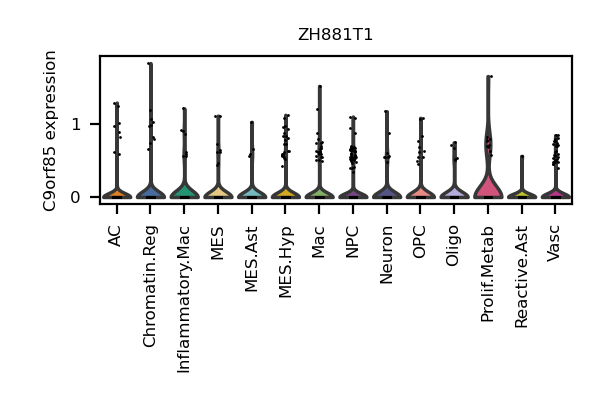 ZH881T1
C9orf85 expression
1
0
AC
Chromatin.Reg
Inflammatory.Mac
MES
MES.Ast
MES.Hyp
Mac
NPC
Neuron
OPC
Oligo
Prolif.Metab
Reactive.Ast
Vasc